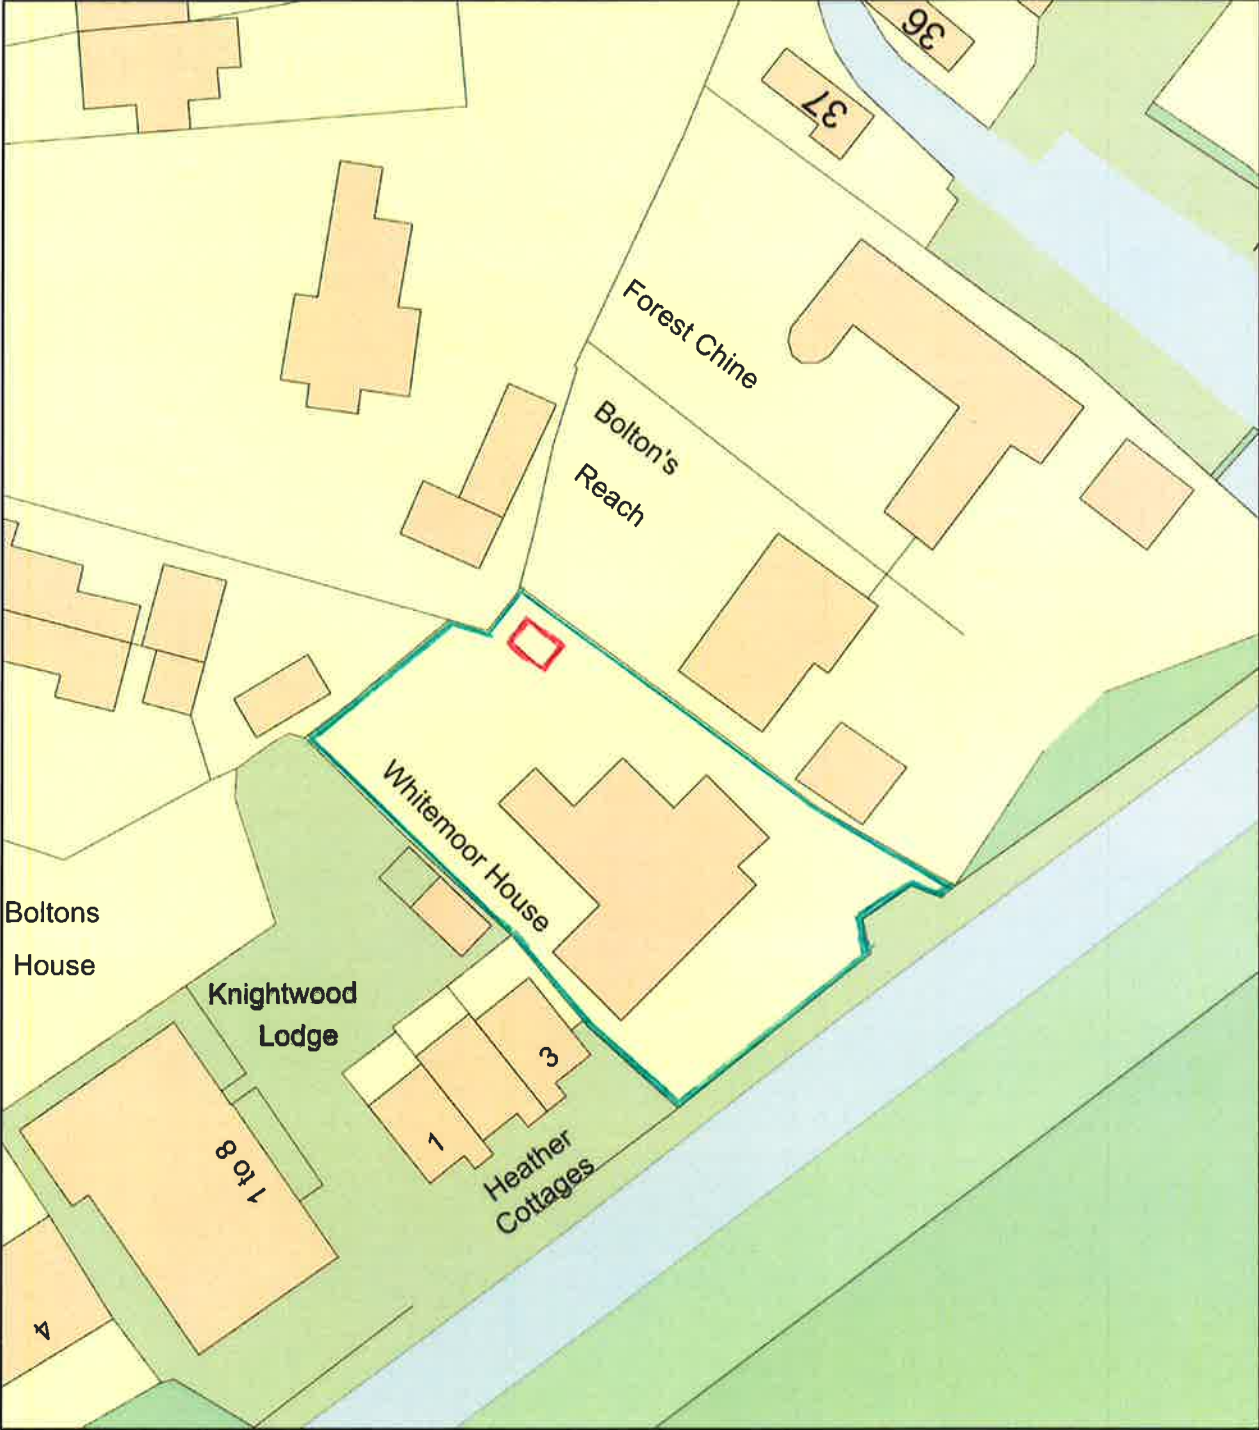 36
37
Forest Chine
Bolton's
Reach
Whitemoor House
Boltons
House
Knightwood
Lodge
3
1
1 to 8
Heather
Cottages
4